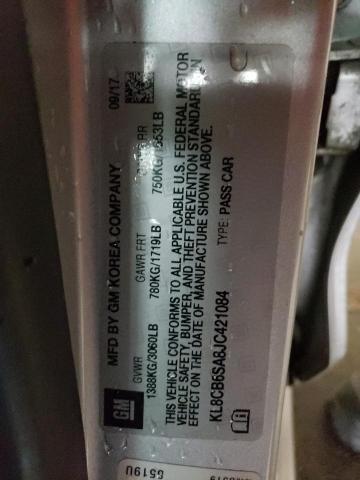 MFD BY GM KOREA COMPANY 09/17
GVWR GAWR FRT RR
1388KG/3060LB 780KG/1719LB 750KG/1653LB
THIS VEHICLE CONFORMS TO ALL APPLICABLE U.S. FEDERAL MOTOR
VEHICLE SAFETY, BUMPER, AND THEFT PREVENTION STANDARDS IN
EFFECT ON THE DATE OF MANUFACTURE SHOWN ABOVE.
KL8CB6SA8JC421084 TYPE: PASS CAR
GM
G519U